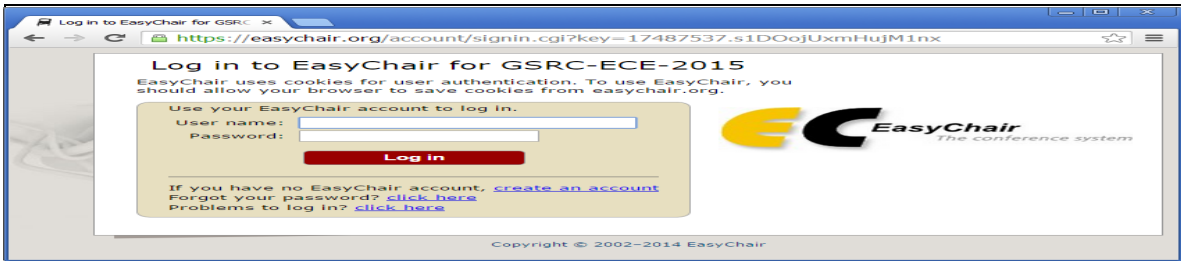 Log in to EasyChair for GSRC
https://easychair.org/account/signin.cgi?key=17487537.s1DOojUxmHujM1nx
Log in to EasyChair for GSRC-ECE-2015
EasyChair uses cookies for user authentication. To use EasyChair, you
should allow your browser to save cookies from easychair.org.
Use your EasyChair account to log in.
User name:
Password:
Log in
EC EasyChair
The conference system
If you have no EasyChair account, create an account
Forgot your password? click here
Problems to log in? click here
Copyright © 2002–2014 EasyChair